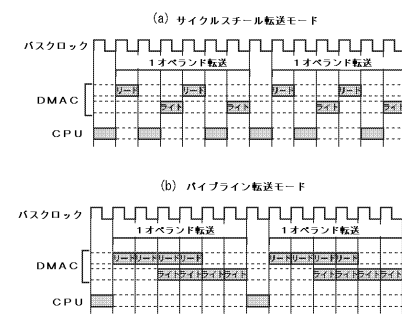 (a) サイクルスチール転送モード
バスクロック
1オペランド転送 1オペランド転送
リード リード リード リード
DMAC
ライト ライト ライト ライト
CPU
(b) パイプライン転送モード
バスクロック
1オペランド転送 1オペランド転送
リード リード リード リード リード リード リード リード
DMAC
ライト ライト ライト ライト ライト ライト ライト ライト
CPU